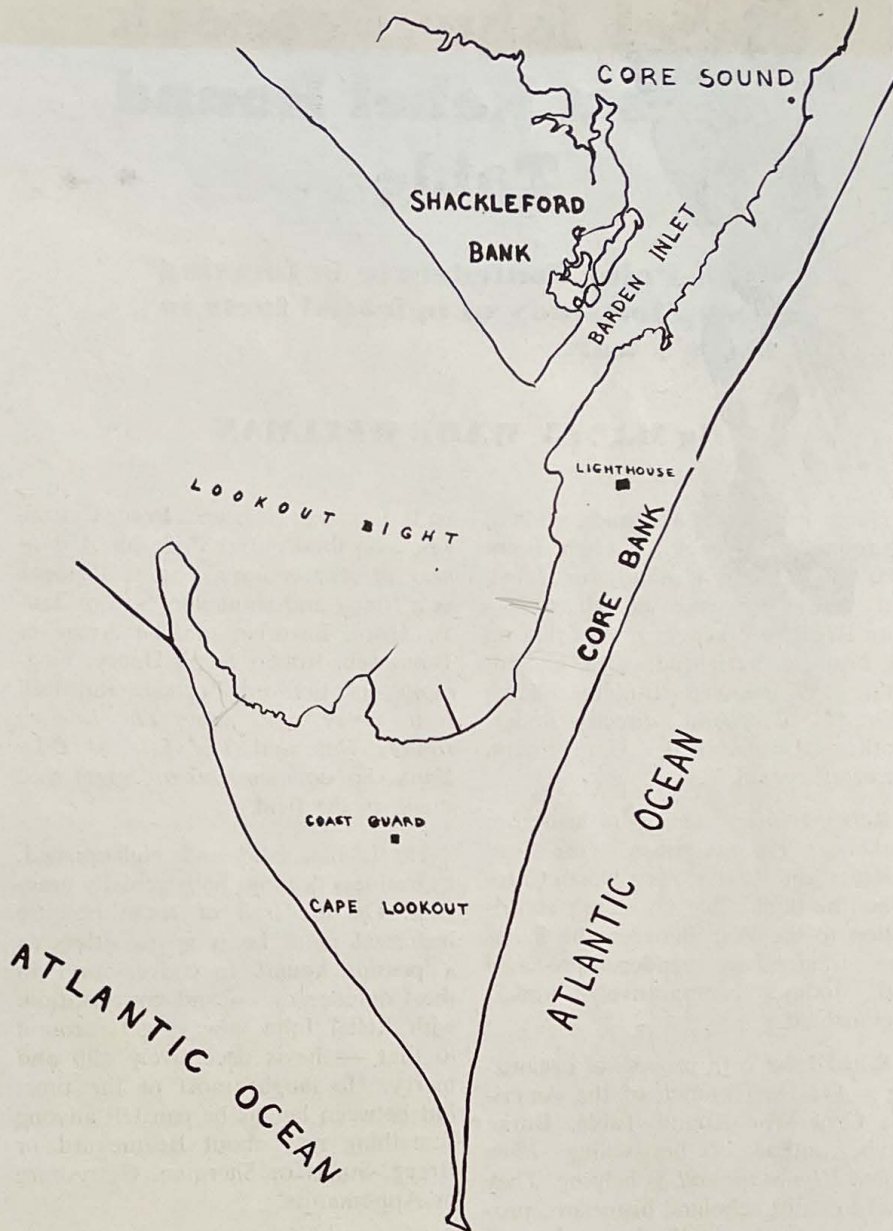 CORE SOUND
SHACKLEFORD
BANK
BARDEN INLET
LIGHTHOUSE
LOOKOUT BIGHT
CORE BANK
COAST GUARD
CAPE LOOKOUT
ATLANTIC OCEAN
ATLANTIC OCEAN